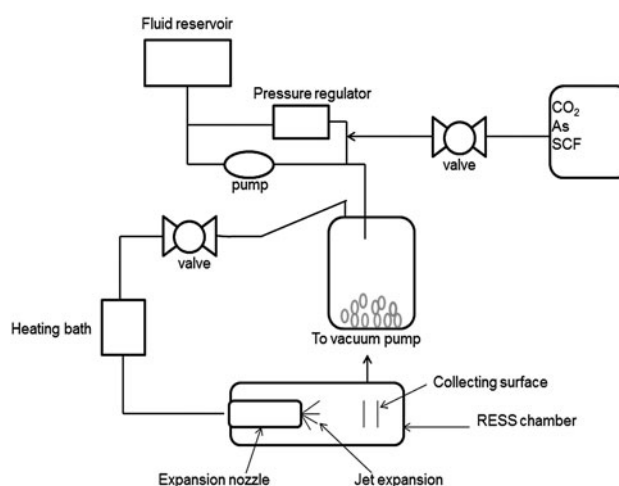 Fluid reservoir
Pressure regulator
CO₂
As
SCF
pump
valve
valve
To vacuum pump
Heating bath
Collecting surface
RESS chamber
Expansion nozzle
Jet expansion